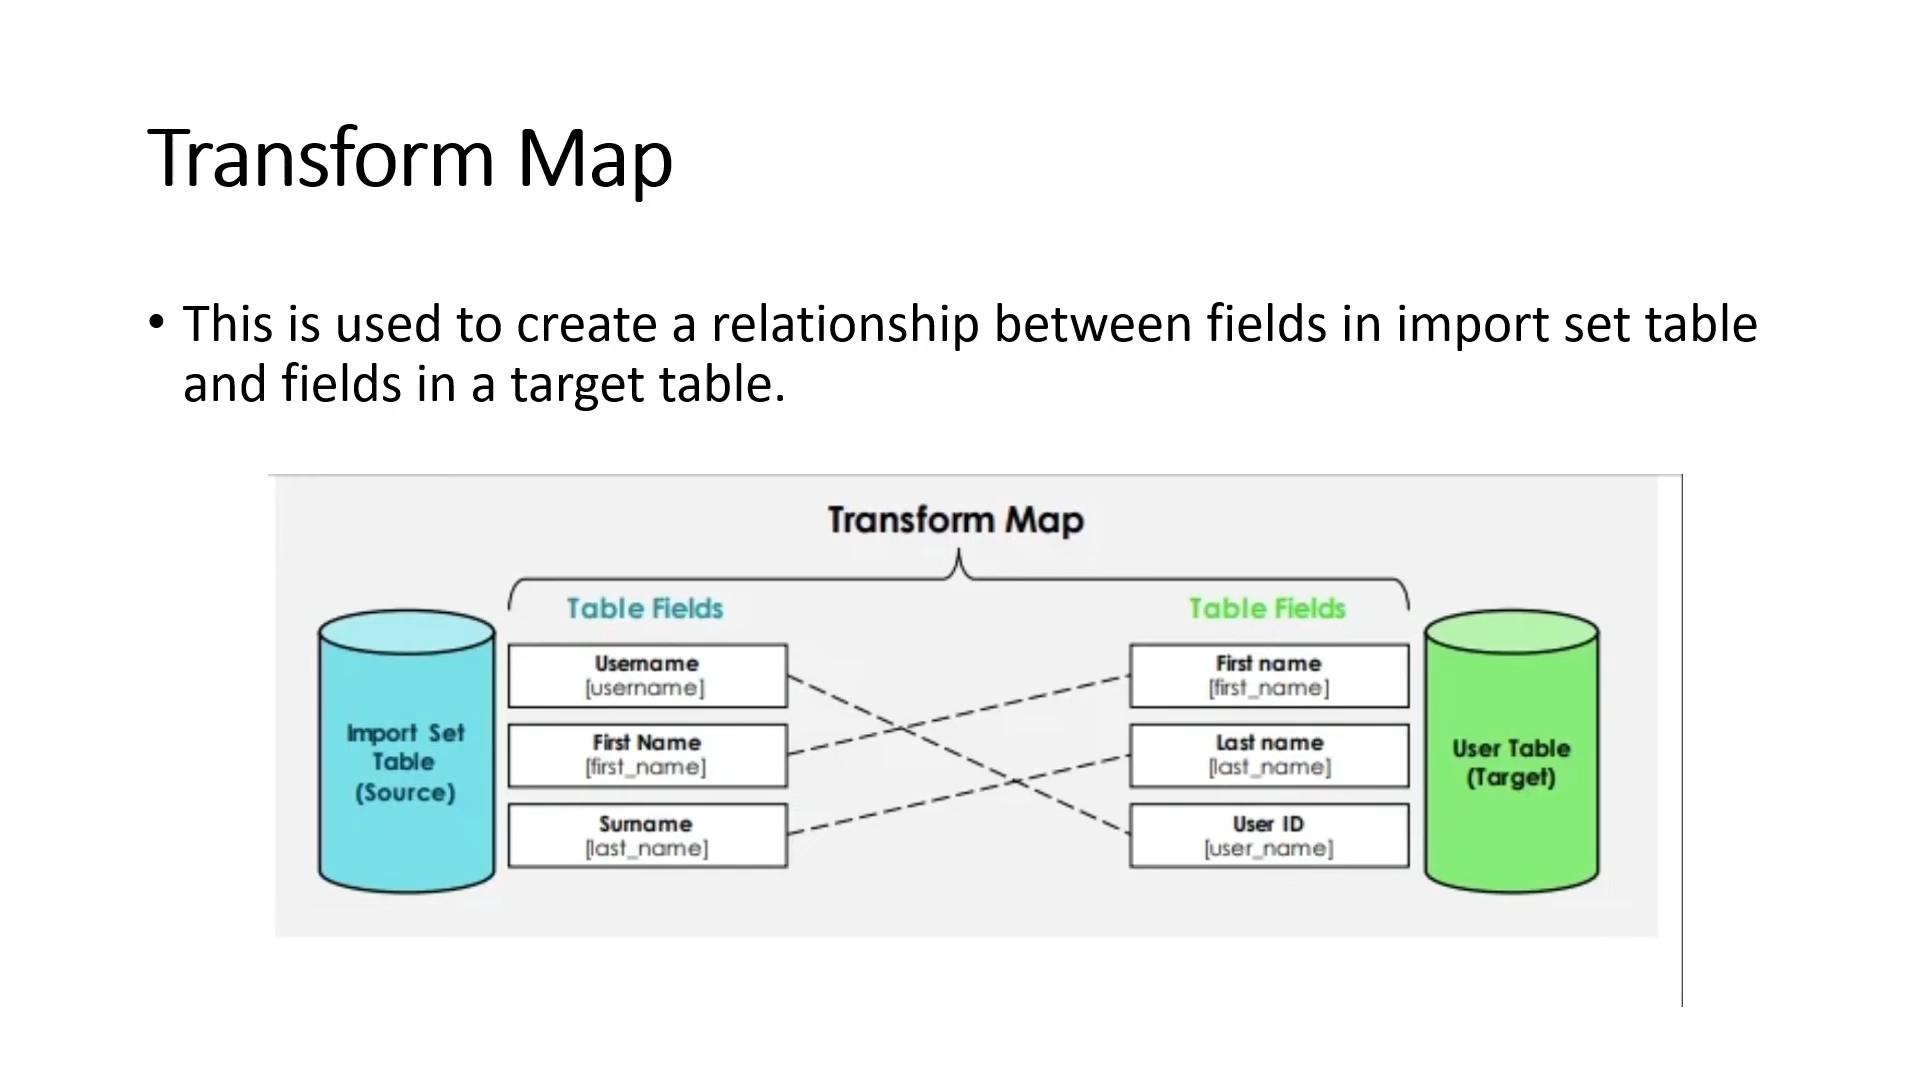 Transform Map
• This is used to create a relationship between fields in import set table
and fields in a target table.
Transform Map
Table Fields
Table Fields
Import Set
Table
(Source)
Username
[username]
First Name
[first_name]
Surname
[last_name]
First name
[first_name]
Last name
[last_name]
User ID
[user_name]
User Table
(Target)